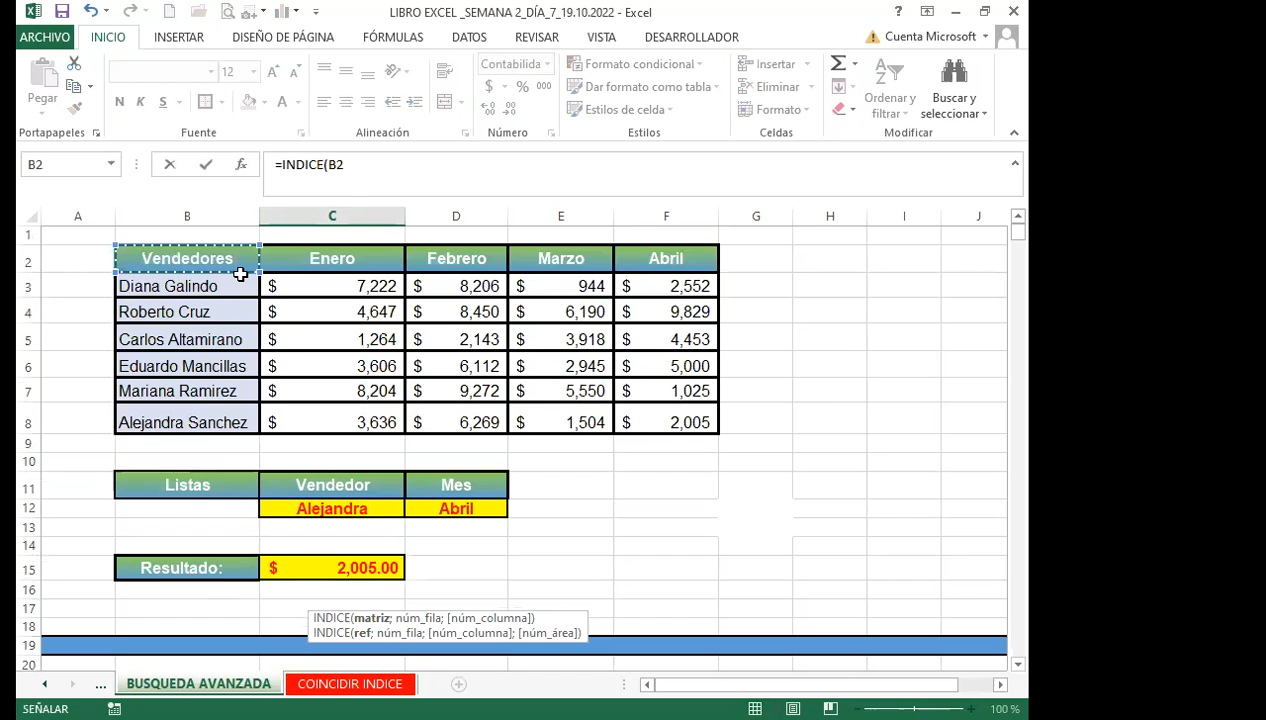 LIBRO EXCEL _SEMANA 2_DÍA_7_19.10.2022 - Excel
ARCHIVO INICIO INSERTAR DISEÑO DE PÁGINA FÓRMULAS DATOS REVISAR VISTA DESARROLLADOR Cuenta Microsoft
Pegar
12
N K S
Contabilida
$ % 000
Formato condicional
Dar formato como tabla
Estilos de celda
Insertar
Eliminar
Formato
Ordenar y filtrar
Buscar y seleccionar
Portapapeles Fuente Alineación Número Estilos Celdas Modificar
B2 fx =INDICE(B2
A B C D E F G H I J
1
2 Vendedores Enero Febrero Marzo Abril
3 Diana Galindo $ 7,222 $ 8,206 $ 944 $ 2,552
4 Roberto Cruz $ 4,647 $ 8,450 $ 6,190 $ 9,829
5 Carlos Altamirano $ 1,264 $ 2,143 $ 3,918 $ 4,453
6 Eduardo Mancillas $ 3,606 $ 6,112 $ 2,945 $ 5,000
7 Mariana Ramirez $ 8,204 $ 9,272 $ 5,550 $ 1,025
8 Alejandra Sanchez $ 3,636 $ 6,269 $ 1,504 $ 2,005
9
10
11 Listas Vendedor Mes
12 Alejandra Abril
13
14
15 Resultado: $ 2,005.00
16
17
INDICE(matriz; núm_fila; [núm_columna])
18
INDICE(ref; núm_fila; [núm_columna]; [núm_área])
19
20
... BUSQUEDA AVANZADA COINCIDIR INDICE
SEÑALAR 100 %